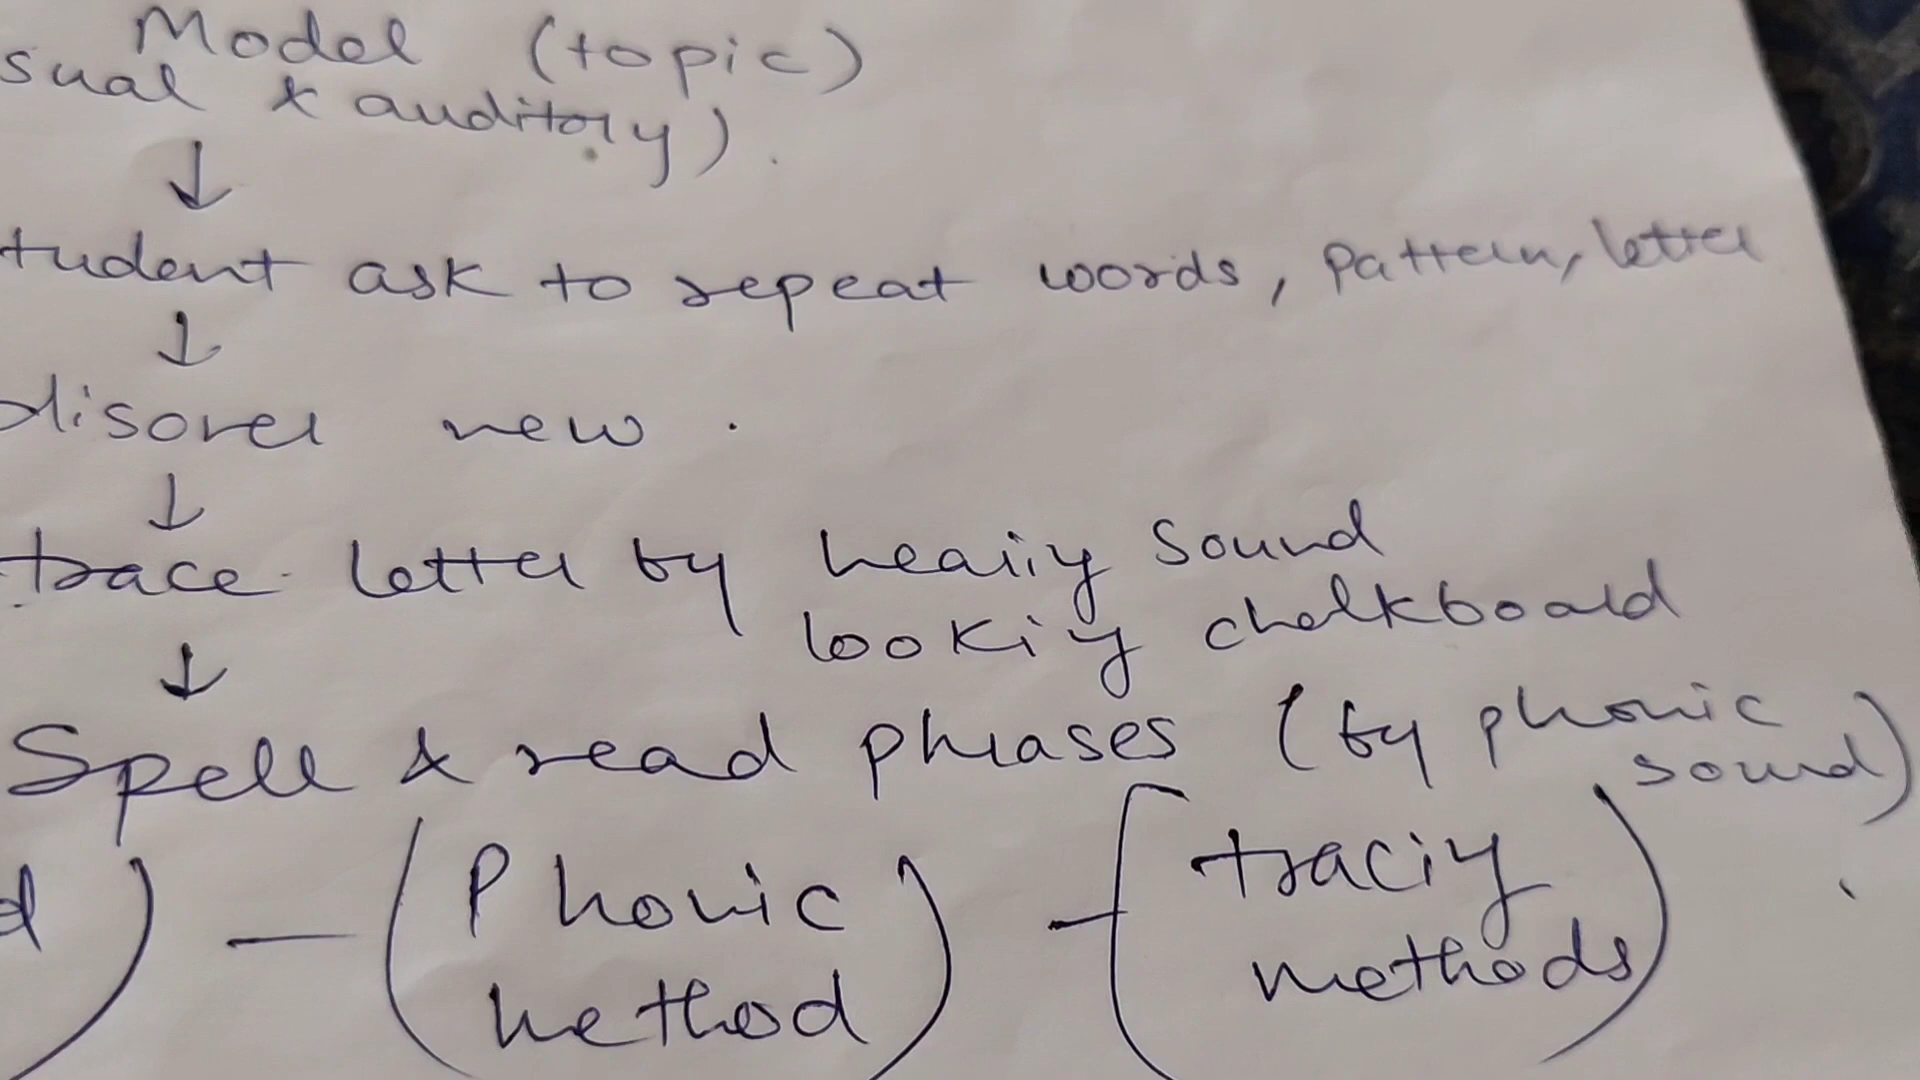 Model (topic)
sual & auditory).
↓
tudent ask to repeat words, pattern, letter
↓
disover new.
↓
trace letter by hearing sound
looking chalkboard
↓
Spell & read phrases (by phonic
sound)
d) — (Phonic method) — (tracing methods)